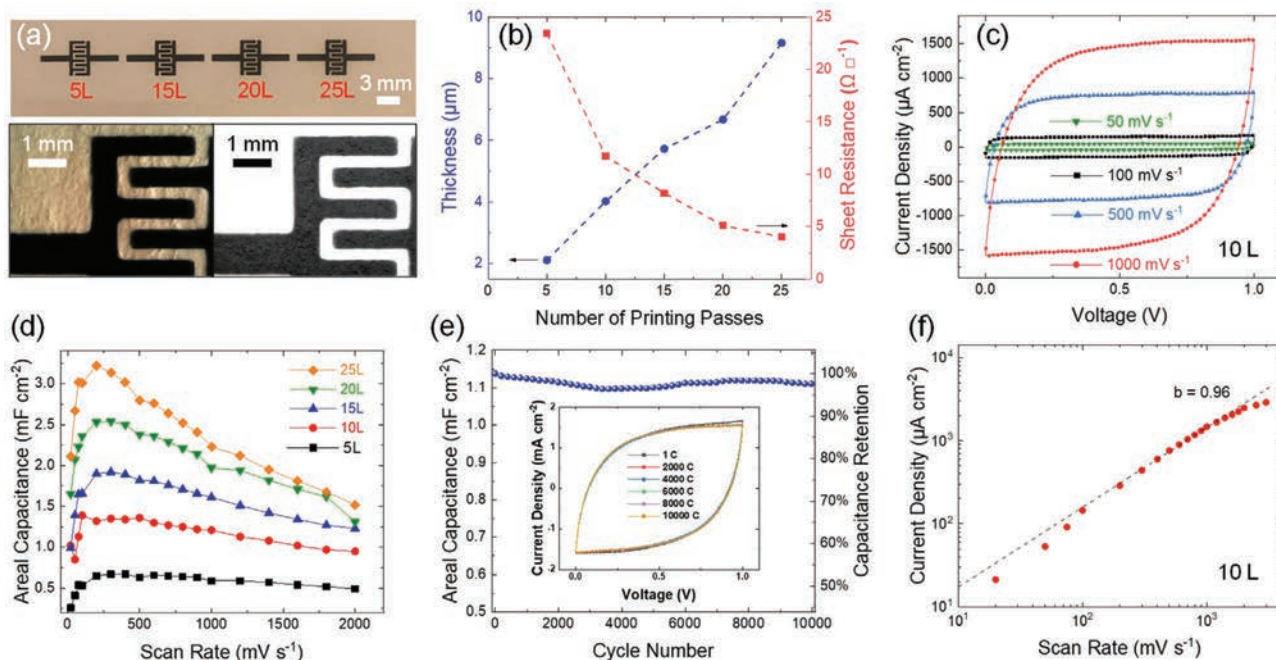 (a)
5L 15L 20L 25L
3 mm
1 mm
1 mm
(b)
Thickness (µm)
8
6
4
2
0 5 10 15 20 25
Number of Printing Passes
25
20
15
10
5
0
Sheet Resistance (Ω □⁻¹)
(c)
Current Density (µA cm⁻²)
1500
1000
500
0
-500
-1000
-1500
50 mV s⁻¹
100 mV s⁻¹
500 mV s⁻¹
1000 mV s⁻¹
10 L
0.0 0.5 1.0
Voltage (V)
(d)
Areal Capacitance (mF cm⁻²)
3.0
2.5
2.0
1.5
1.0
0.5
25L
20L
15L
10L
5L
0 500 1000 1500 2000
Scan Rate (mV s⁻¹)
(e)
Areal Capacitance (mF cm⁻²)
1.2
1.1
1.0
0.9
0.8
0.7
0.6
0.5
100%
90%
80%
70%
60%
50%
Capacitance Retention
Current Density (mA cm⁻²)
2
1
0
-1
-2
1 C
2000 C
4000 C
6000 C
8000 C
10000 C
0.0 0.5 1.0
Voltage (V)
0 2000 4000 6000 8000 10000
Cycle Number
(f)
Current Density (µA cm⁻²)
10⁴
10³
10²
10¹
b = 0.96
10 L
10¹ 10² 10³
Scan Rate (mV s⁻¹)